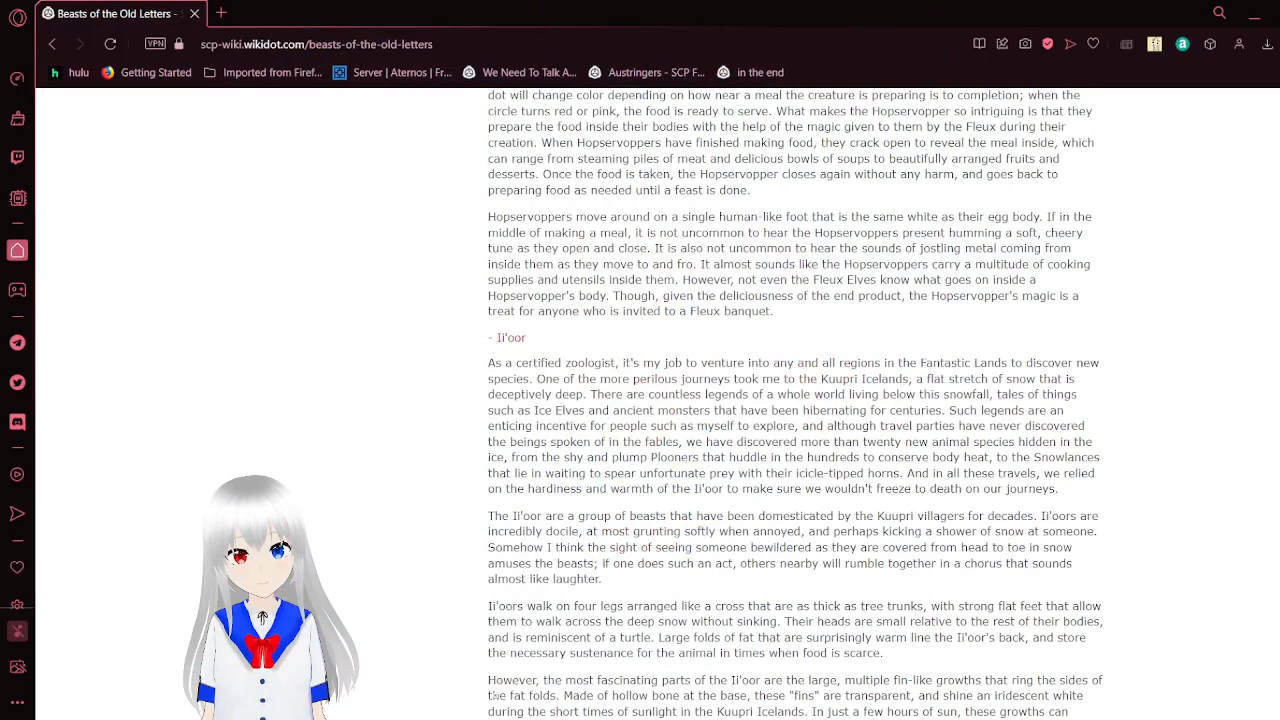 Beasts of the Old Letters -
VPN
scp-wiki.wikidot.com/beasts-of-the-old-letters
hulu
Getting Started
Imported from Firef...
Server | Aternos | Fr...
We Need To Talk A...
Austringers - SCP F...
in the end
dot will change color depending on how near a meal the creature is preparing is to completion; when the
circle turns red or pink, the food is ready to serve. What makes the Hopservopper so intriguing is that they
prepare the food inside their bodies with the help of the magic given to them by the Fleux during their
creation. When Hopservoppers have finished making food, they crack open to reveal the meal inside, which
can range from steaming piles of meat and delicious bowls of soups to beautifully arranged fruits and
desserts. Once the food is taken, the Hopservopper closes again without any harm, and goes back to
preparing food as needed until a feast is done.
Hopservoppers move around on a single human-like foot that is the same white as their egg body. If in the
middle of making a meal, it is not uncommon to hear the Hopservoppers present humming a soft, cheery
tune as they open and close. It is also not uncommon to hear the sounds of jostling metal coming from
inside them as they move to and fro. It almost sounds like the Hopservoppers carry a multitude of cooking
supplies and utensils inside them. However, not even the Fleux Elves know what goes on inside a
Hopservopper's body. Though, given the deliciousness of the end product, the Hopservopper's magic is a
treat for anyone who is invited to a Fleux banquet.
- Ii'oor
As a certified zoologist, it's my job to venture into any and all regions in the Fantastic Lands to discover new
species. One of the more perilous journeys took me to the Kuupri Icelands, a flat stretch of snow that is
deceptively deep. There are countless legends of a whole world living below this snowfall, tales of things
such as Ice Elves and ancient monsters that have been hibernating for centuries. Such legends are an
enticing incentive for people such as myself to explore, and although travel parties have never discovered
the beings spoken of in the fables, we have discovered more than twenty new animal species hidden in the
ice, from the shy and plump Plooners that huddle in the hundreds to conserve body heat, to the Snowlances
that lie in waiting to spear unfortunate prey with their icicle-tipped horns. And in all these travels, we relied
on the hardiness and warmth of the Ii'oor to make sure we wouldn't freeze to death on our journeys.
The Ii'oor are a group of beasts that have been domesticated by the Kuupri villagers for decades. Ii'oors are
incredibly docile, at most grunting softly when annoyed, and perhaps kicking a shower of snow at someone.
Somehow I think the sight of seeing someone bewildered as they are covered from head to toe in snow
amuses the beasts; if one does such an act, others nearby will rumble together in a chorus that sounds
almost like laughter.
Ii'oors walk on four legs arranged like a cross that are as thick as tree trunks, with strong flat feet that allow
them to walk across the deep snow without sinking. Their heads are small relative to the rest of their bodies,
and is reminiscent of a turtle. Large folds of fat that are surprisingly warm line the Ii'oor's back, and store
the necessary sustenance for the animal in times when food is scarce.
However, the most fascinating parts of the Ii'oor are the large, multiple fin-like growths that ring the sides of
the fat folds. Made of hollow bone at the base, these "fins" are transparent, and shine an iridescent white
during the short times of sunlight in the Kuupri Icelands. In just a few hours of sun, these growths can